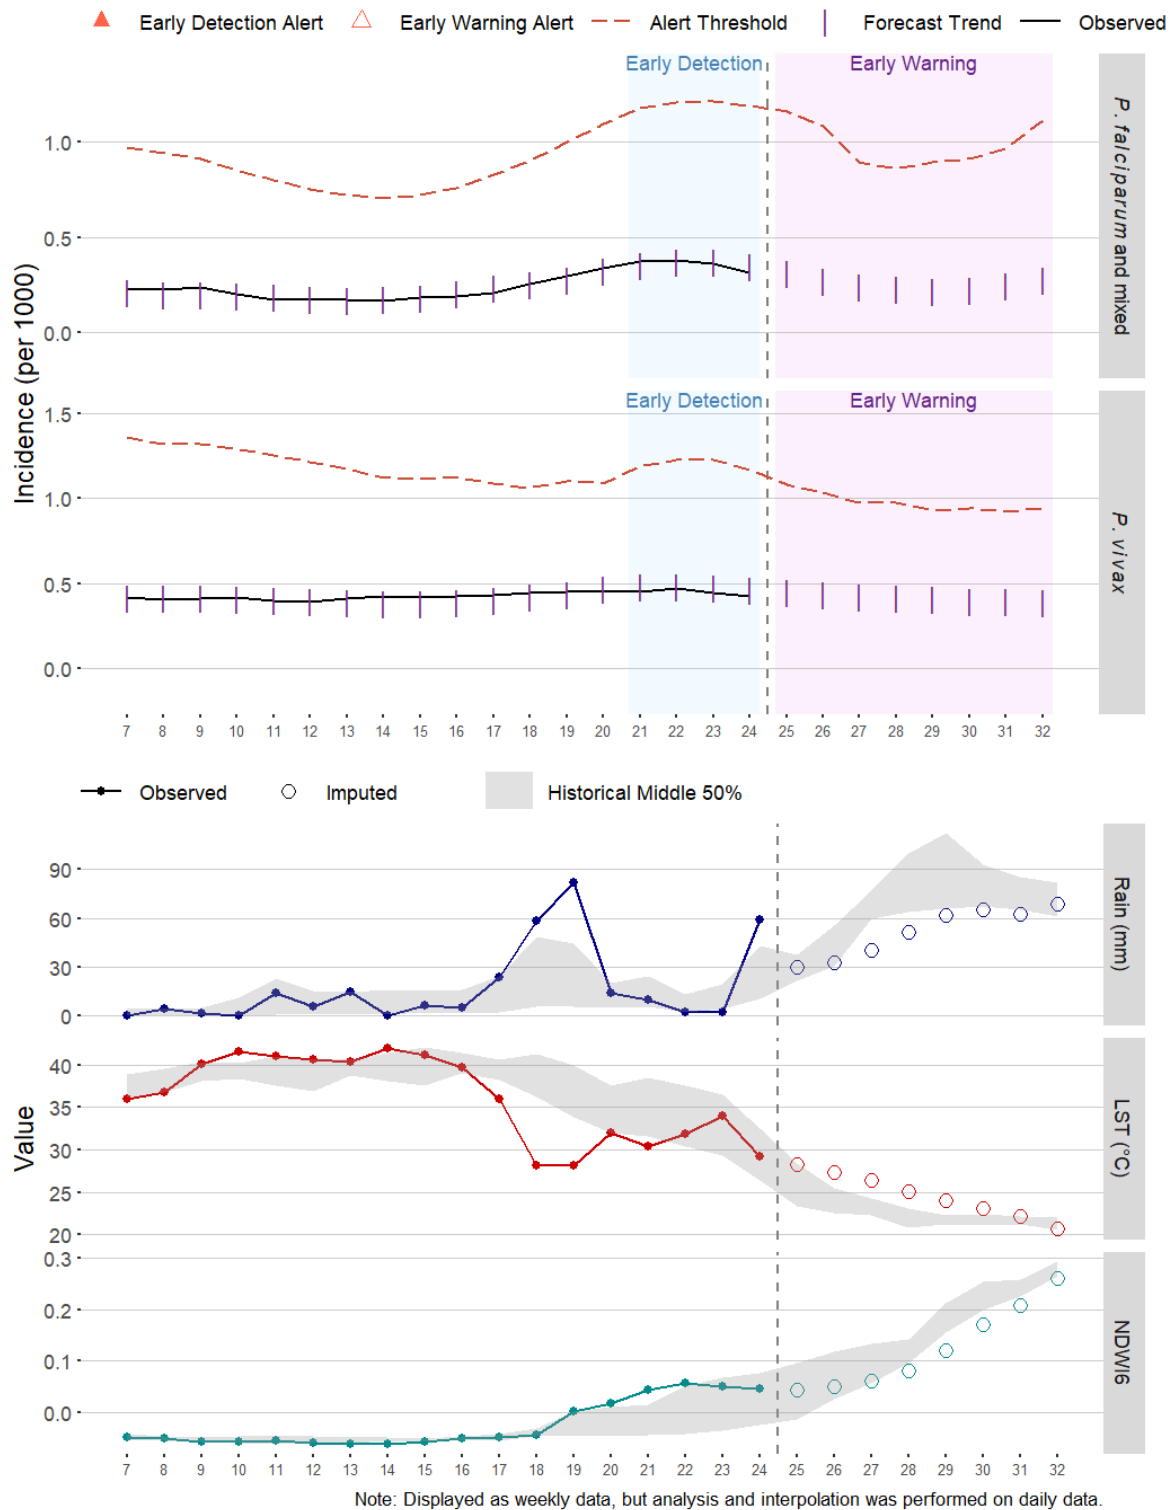 Early Detection Alert Early Warning Alert Alert Threshold Forecast Trend Observed
Early Detection Early Warning
1.0
0.5
0.0
P. falciparum and mixed
Incidence (per 1000)
Early Detection Early Warning
1.5
1.0
0.5
0.0
P. vivax
7 8 9 10 11 12 13 14 15 16 17 18 19 20 21 22 23 24 25 26 27 28 29 30 31 32
Observed Imputed Historical Middle 50%
90
60
30
0
Rain (mm)
Value
40
35
30
25
20
LST (°C)
0.3
0.2
0.1
0.0
NDWI6
7 8 9 10 11 12 13 14 15 16 17 18 19 20 21 22 23 24 25 26 27 28 29 30 31 32
Note: Displayed as weekly data, but analysis and interpolation was performed on daily data.